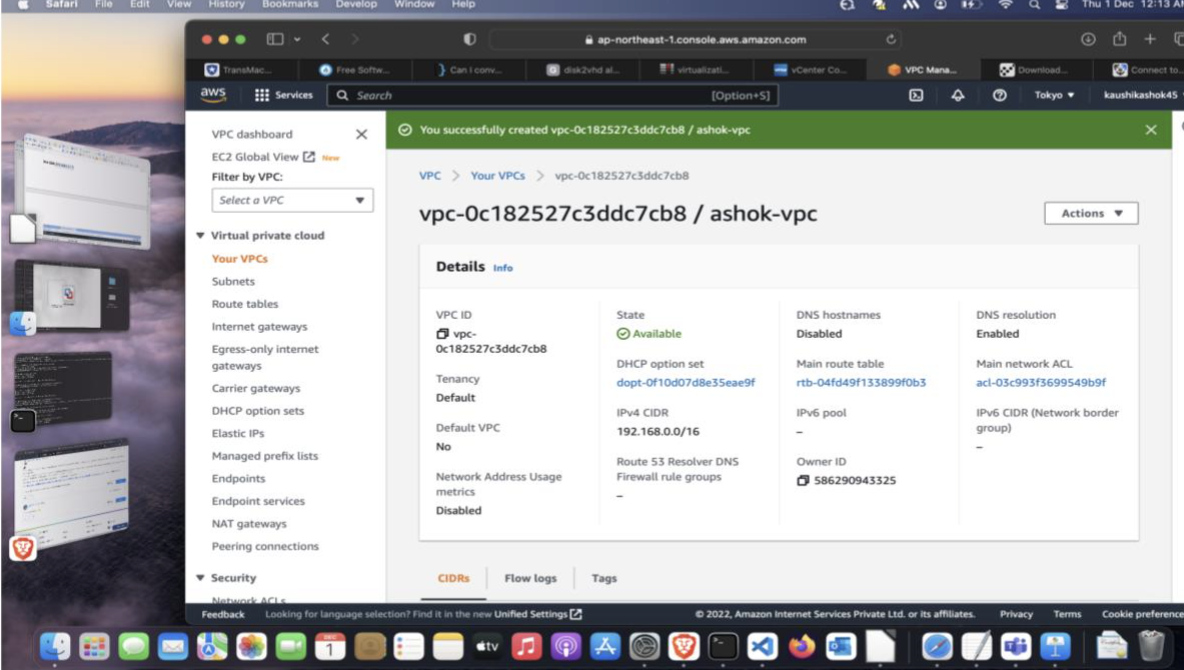 Safari File Edit View History Bookmarks Develop Window Help Thu 1 Dec 12:13 AM
ap-northeast-1.console.aws.amazon.com
TransMac... Free Softw... Can I conv... disk2vhd al... virtualizati... vCenter Co... VPC Mana... Download... Connect to...
aws Services Search [Option+S] Tokyo ▼ kaushikashok45
VPC dashboard
EC2 Global View New
Filter by VPC:
Select a VPC
Virtual private cloud
Your VPCs
Subnets
Route tables
Internet gateways
Egress-only internet
gateways
Carrier gateways
DHCP option sets
Elastic IPs
Managed prefix lists
Endpoints
Endpoint services
NAT gateways
Peering connections
Security
Network ACLs
You successfully created vpc-0c182527c3ddc7cb8 / ashok-vpc
VPC > Your VPCs > vpc-0c182527c3ddc7cb8
vpc-0c182527c3ddc7cb8 / ashok-vpc
Actions ▼
Details Info
VPC ID
vpc-
0c182527c3ddc7cb8
Tenancy
Default
Default VPC
No
Network Address Usage
metrics
Disabled
State
Available
DHCP option set
dopt-0f10d07d8e35eae9f
IPv4 CIDR
192.168.0.0/16
Route 53 Resolver DNS
Firewall rule groups
–
DNS hostnames
Disabled
Main route table
rtb-04fd49f133899f0b3
IPv6 pool
–
Owner ID
586290943325
DNS resolution
Enabled
Main network ACL
acl-03c993f3699549b9f
IPv6 CIDR (Network border
group)
–
CIDRs Flow logs Tags
Feedback Looking for language selection? Find it in the new Unified Settings © 2022, Amazon Internet Services Private Ltd. or its affiliates. Privacy Terms Cookie preference
DEC
1
tv